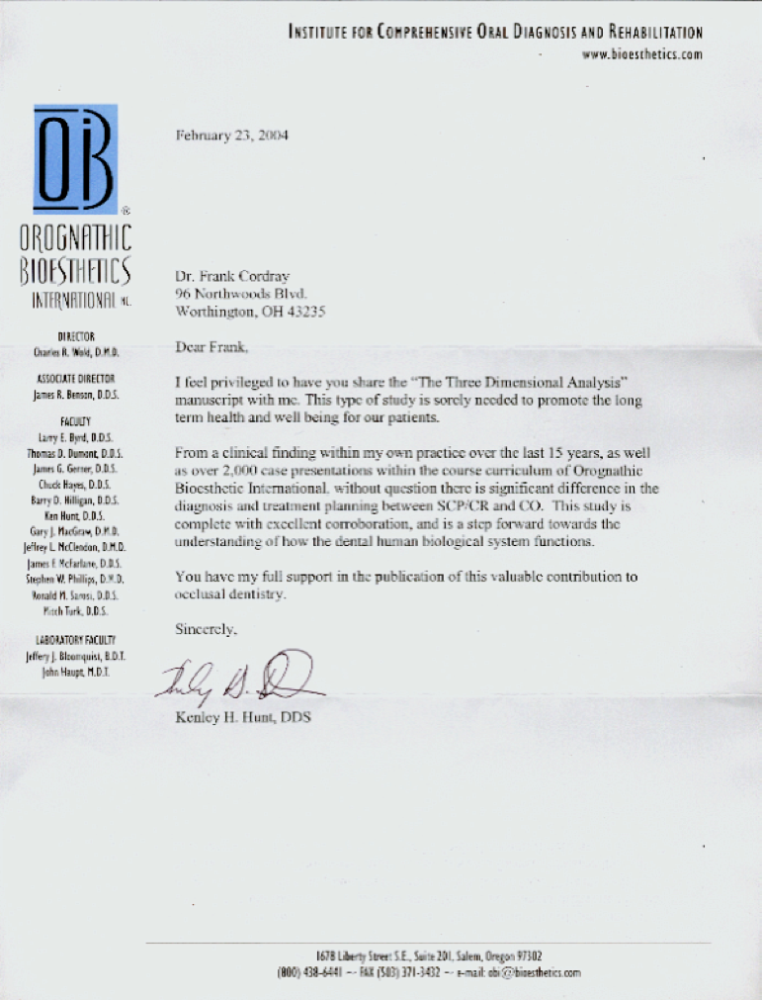 INSTITUTE FOR COMPREHENSIVE ORAL DIAGNOSIS AND REHABILITATION
www.bioesthetics.com
OB
®
OROGNATHIC
BIOESTHETICS
INTERNATIONAL INC.
DIRECTOR
Charles R. Wold, D.M.D.
ASSOCIATE DIRECTOR
James R. Benson, D.D.S.
FACULTY
Larry E. Byrd, D.D.S.
Thomas D. Dumont, D.D.S.
James G. Gerner, D.D.S.
Chuck Hayes, D.D.S.
Barry D. Hilligan, D.D.S.
Ken Hunt, D.D.S.
Gary J. MacGraw, D.M.D.
Jeffrey L. McClendon, D.M.D.
James E McFarlane, D.D.S.
Stephen W. Phillips, D.M.D.
Ronald M. Sarosi, D.D.S.
Mitch Turk, D.D.S.
LABORATORY FACULTY
Jeffery J. Bloomquist, B.D.T.
John Haupt, M.D.T.
February 23, 2004
Dr. Frank Cordray
96 Northwoods Blvd.
Worthington, OH 43235
Dear Frank,
I feel privileged to have you share the “The Three Dimensional Analysis”
manuscript with me. This type of study is sorely needed to promote the long
term health and well being for our patients.
From a clinical finding within my own practice over the last 15 years, as well
as over 2,000 case presentations within the course curriculum of Orognathic
Bioesthetic International, without question there is significant difference in the
diagnosis and treatment planning between SCP/CR and CO. This study is
complete with excellent corroboration, and is a step forward towards the
understanding of how the dental human biological system functions.
You have my full support in the publication of this valuable contribution to
occlusal dentistry.
Sincerely,
Kenley H. Hunt, DDS
1678 Liberty Street S.E., Suite 201, Salem, Oregon 97302
(800) 438-6441 –- FAX (503) 371-3432 –- e-mail: obi@bioesthetics.com